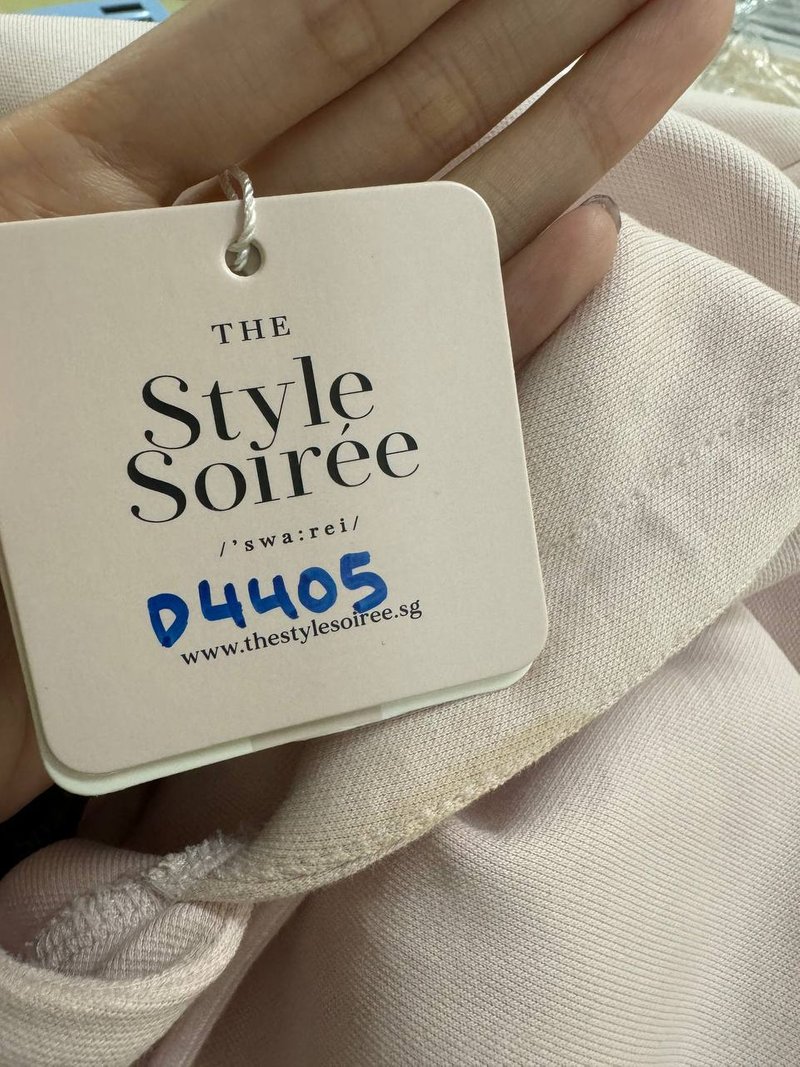 THE
Style
Soirée
/'swa:rei/
D4405
www.thestylesoiree.sg